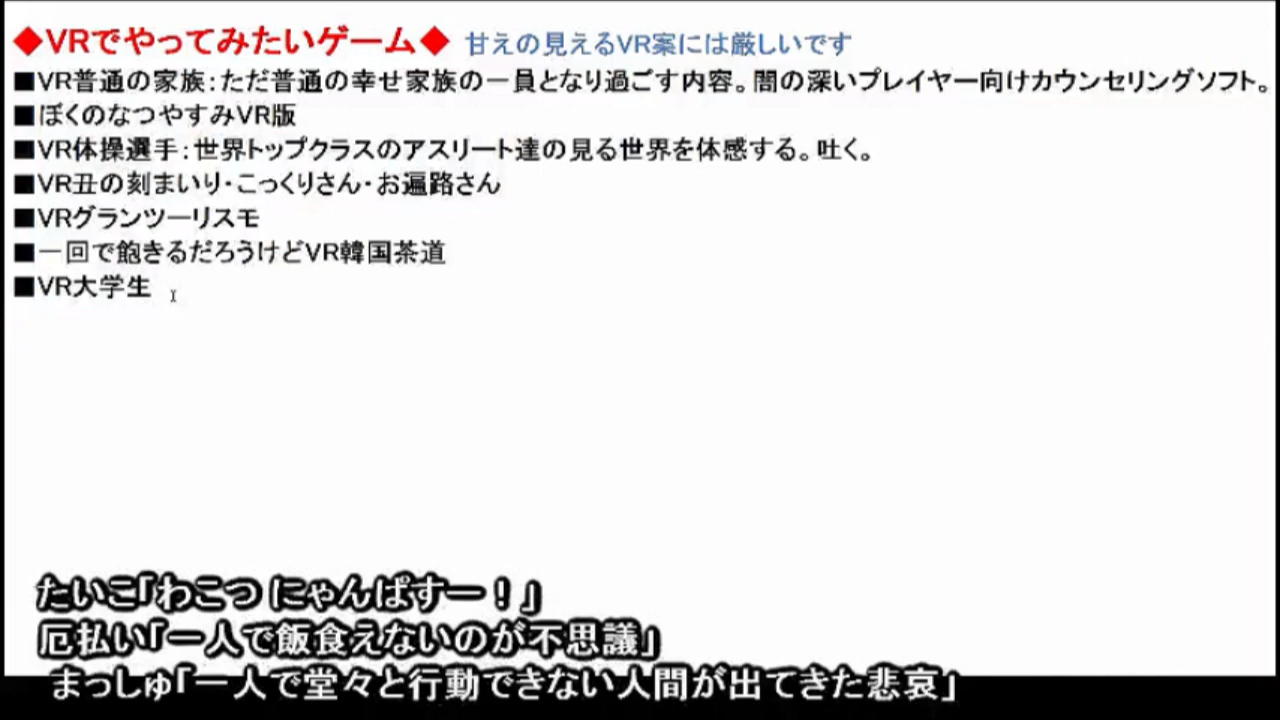 ◆VRでやってみたいゲーム◆ 甘えの見えるVR案には厳しいです
■VR普通の家族：ただ普通の幸せ家族の一員となり過ごす内容。闇の深いプレイヤー向けカウンセリングソフト。
■ぼくのなつやすみVR版
■VR体操選手：世界トップクラスのアスリート達の見る世界を体感する。吐く。
■VR丑の刻まいり・こっくりさん・お遍路さん
■VRグランツーリスモ
■一回で飽きるだろうけどVR韓国茶道
■VR大学生
たいこ「わこつ にゃんぱすー！」
厄払い「一人で飯食えないのが不思議」
まっしゅ「一人で堂々と行動できない人間が出てきた悲哀」